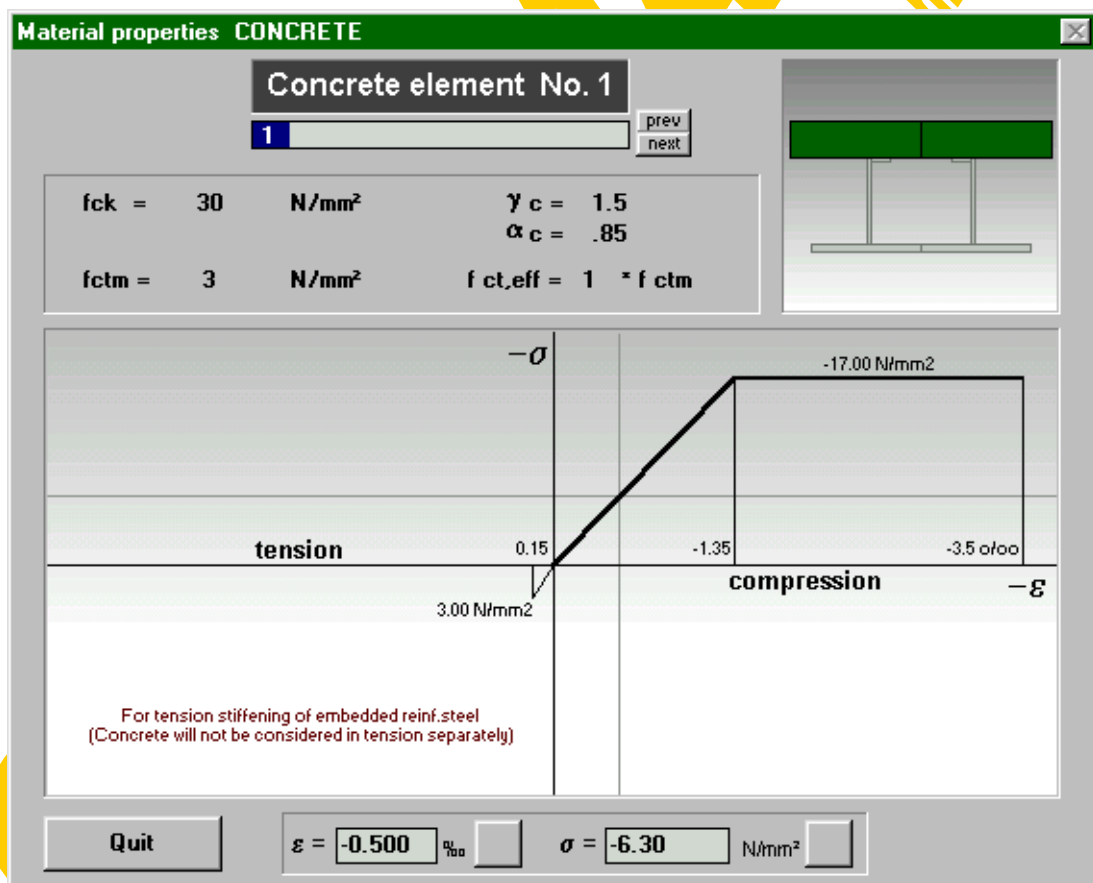 Material properties CONCRETE
Concrete element No. 1
1
prev
next
fck = 30 N/mm²
γ c = 1.5
α c = .85
fctm = 3 N/mm²
f ct,eff = 1 * f ctm
−σ
-17.00 N/mm2
tension
0.15
-1.35
-3.5 o/oo
compression
−ε
3.00 N/mm2
For tension stiffening of embedded reinf.steel
(Concrete will not be considered in tension separately)
Quit
ε = -0.500 ‰
σ = -6.30 N/mm²